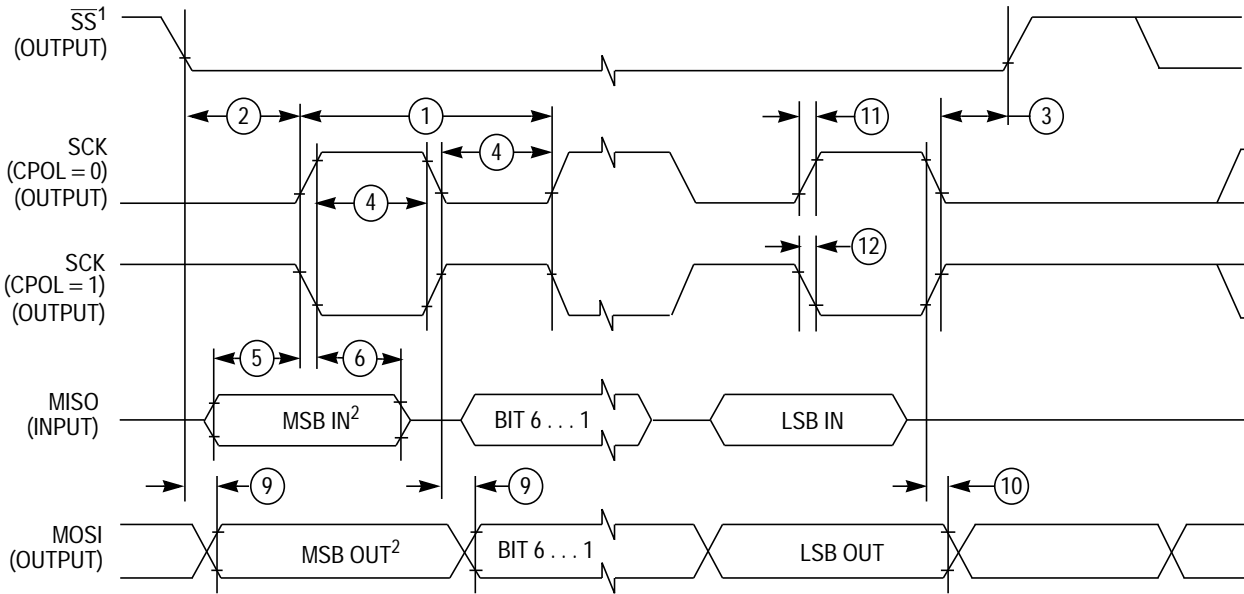 SS¹
(OUTPUT)
2
1
11
3
SCK
(CPOL = 0)
(OUTPUT)
4
4
12
SCK
(CPOL = 1)
(OUTPUT)
5
6
MISO
(INPUT)
MSB IN²
BIT 6 . . . 1
LSB IN
9
9
10
MOSI
(OUTPUT)
MSB OUT²
BIT 6 . . . 1
LSB OUT